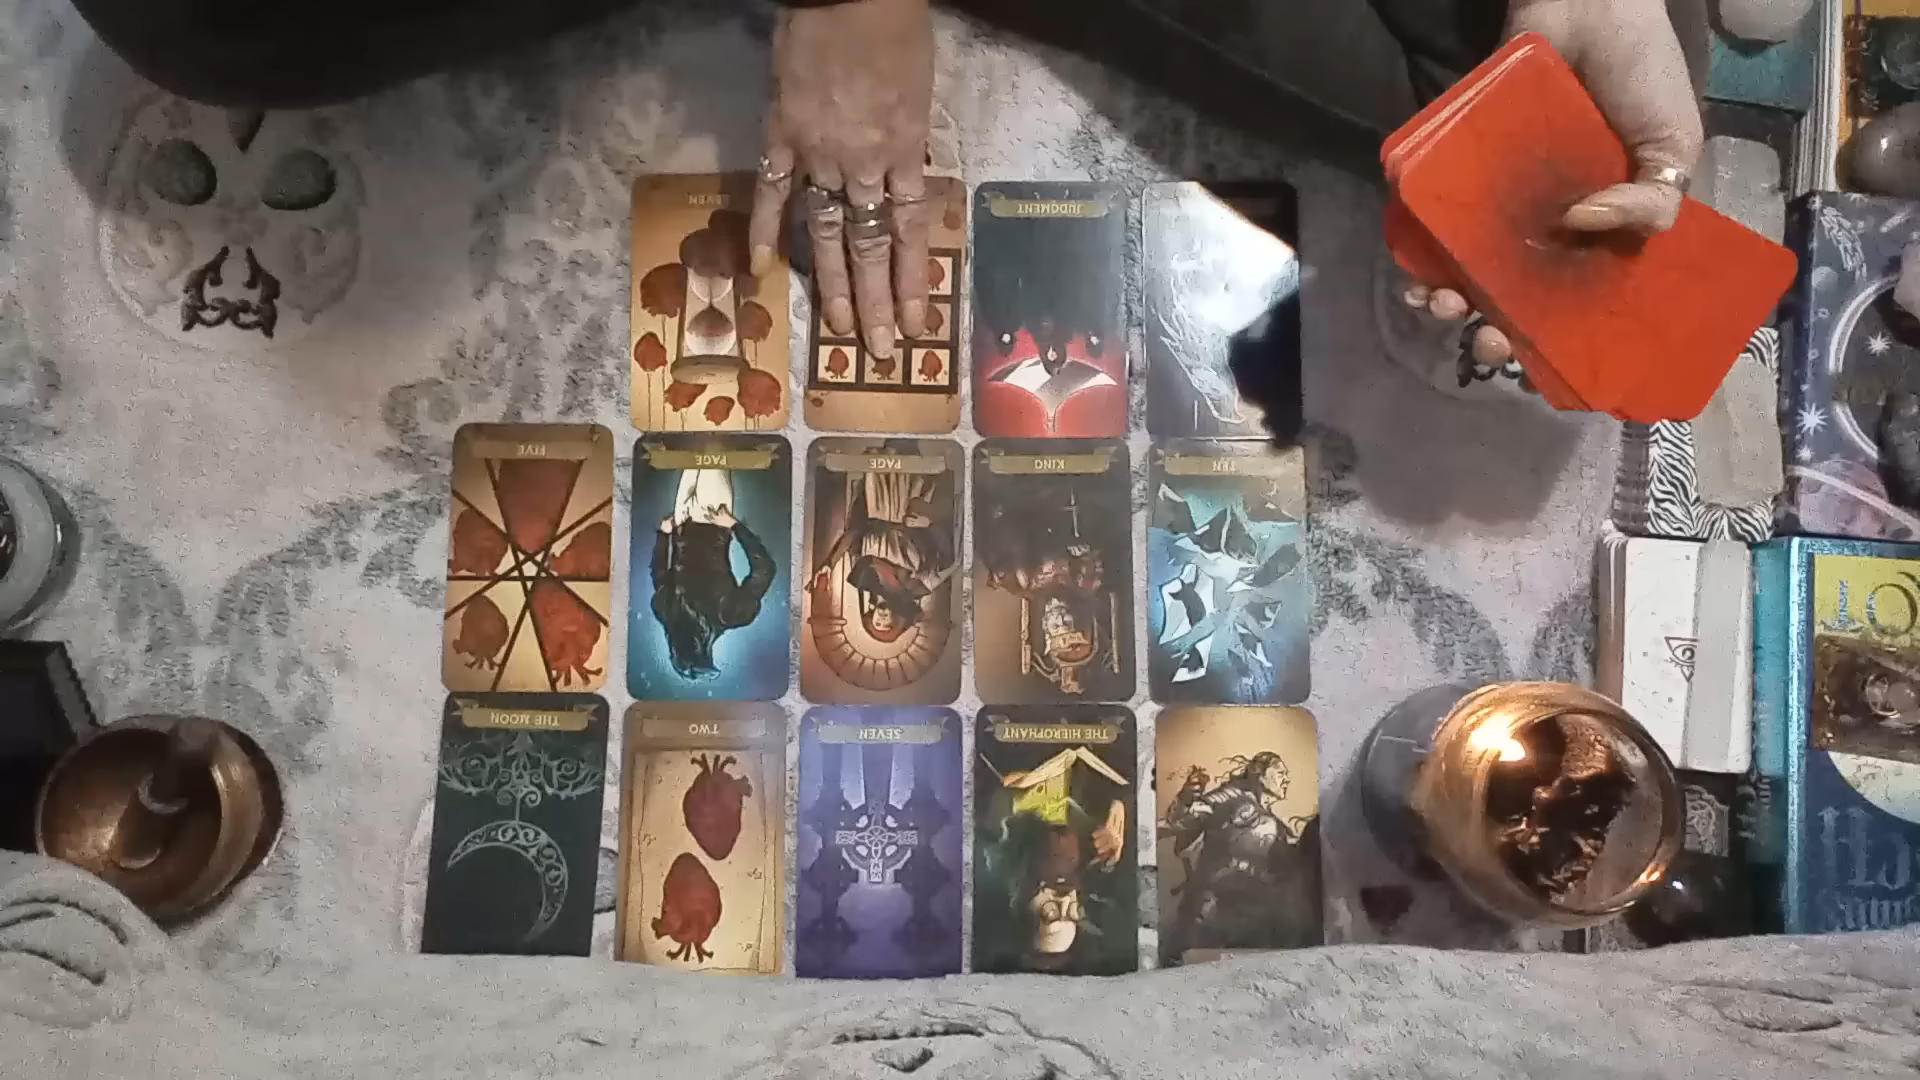 SEVEN
JUDGMENT
FIVE
PAGE
PAGE
KING
TEN
THE MOON
TWO
SEVEN
THE HIEROPHANT